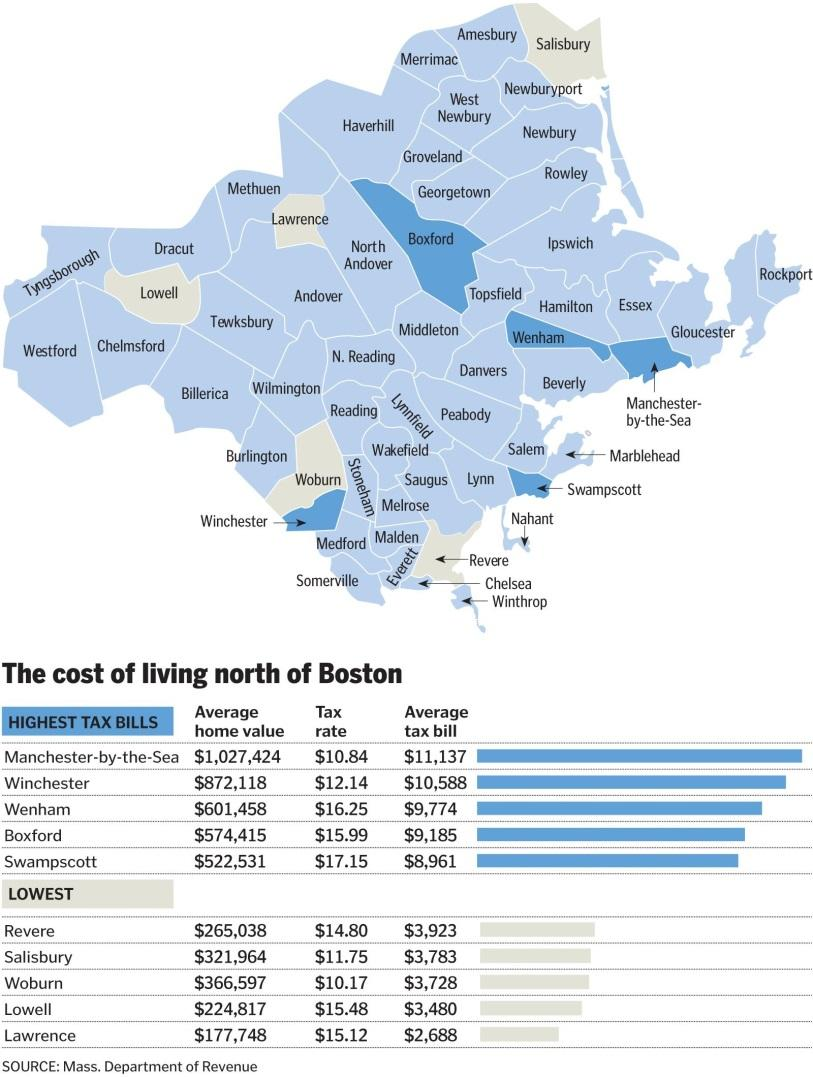 Amesbury
Salisbury
Merrimac
Newburyport
West
Newbury
Haverhill
Newbury
Groveland
Rowley
Georgetown
Methuen
Lawrence
Boxford
North
Andover
Ipswich
Dracut
Tyngsborough
Rockport
Lowell
Andover
Topsfield
Hamilton
Essex
Tewksbury
Middleton
Wenham
Gloucester
Westford
Chelmsford
N. Reading
Danvers
Beverly
Billerica
Wilmington
Reading
Lynnfield
Peabody
Manchester-
by-the-Sea
Burlington
Wakefield
Salem
Marblehead
Woburn
Stoneham
Saugus
Lynn
Swampscott
Melrose
Winchester
Nahant
Medford
Malden
Everett
Revere
Somerville
Chelsea
Winthrop
The cost of living north of Boston
HIGHEST TAX BILLS Average home value Tax rate Average tax bill
Manchester-by-the-Sea $1,027,424 $10.84 $11,137
Winchester $872,118 $12.14 $10,588
Wenham $601,458 $16.25 $9,774
Boxford $574,415 $15.99 $9,185
Swampscott $522,531 $17.15 $8,961
LOWEST
Revere $265,038 $14.80 $3,923
Salisbury $321,964 $11.75 $3,783
Woburn $366,597 $10.17 $3,728
Lowell $224,817 $15.48 $3,480
Lawrence $177,748 $15.12 $2,688
SOURCE: Mass. Department of Revenue